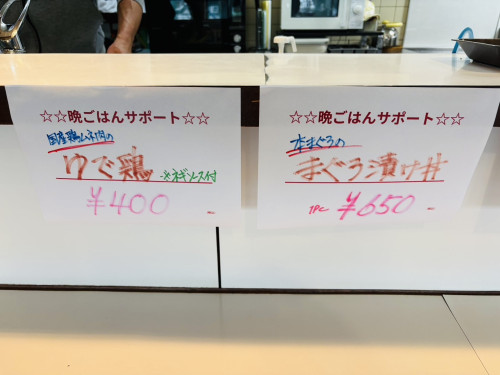 ☆☆晩ごはんサポート☆☆
国産鶏ムネ肉の
ゆで鶏 ※ネギソース付
¥400 -
☆☆晩ごはんサポート☆☆
本まぐろの
まぐろ漬け丼
1PC ¥650 -